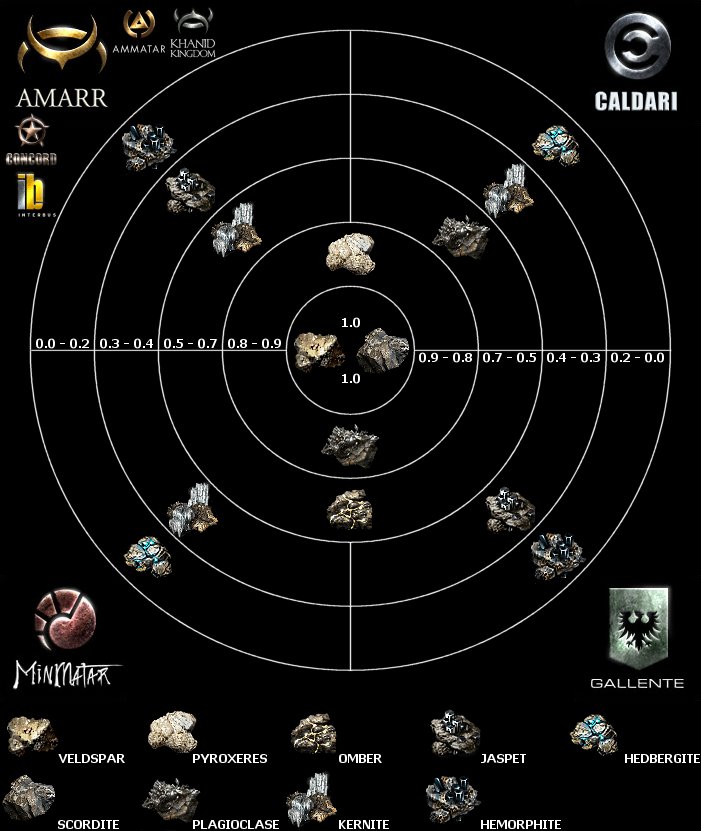 AMMATAR
KHANID
KINGDOM
AMARR
CALDARI
CONCORD
ib
INTERBUS
1.0
0.0 - 0.2
0.3 - 0.4
0.5 - 0.7
0.8 - 0.9
0.9 - 0.8
0.7 - 0.5
0.4 - 0.3
0.2 - 0.0
1.0
MINMATAR
GALLENTE
VELDSPAR
PYROXERES
OMBER
JASPET
HEDBERGITE
SCORDITE
PLAGIOCLASE
KERNITE
HEMORPHITE